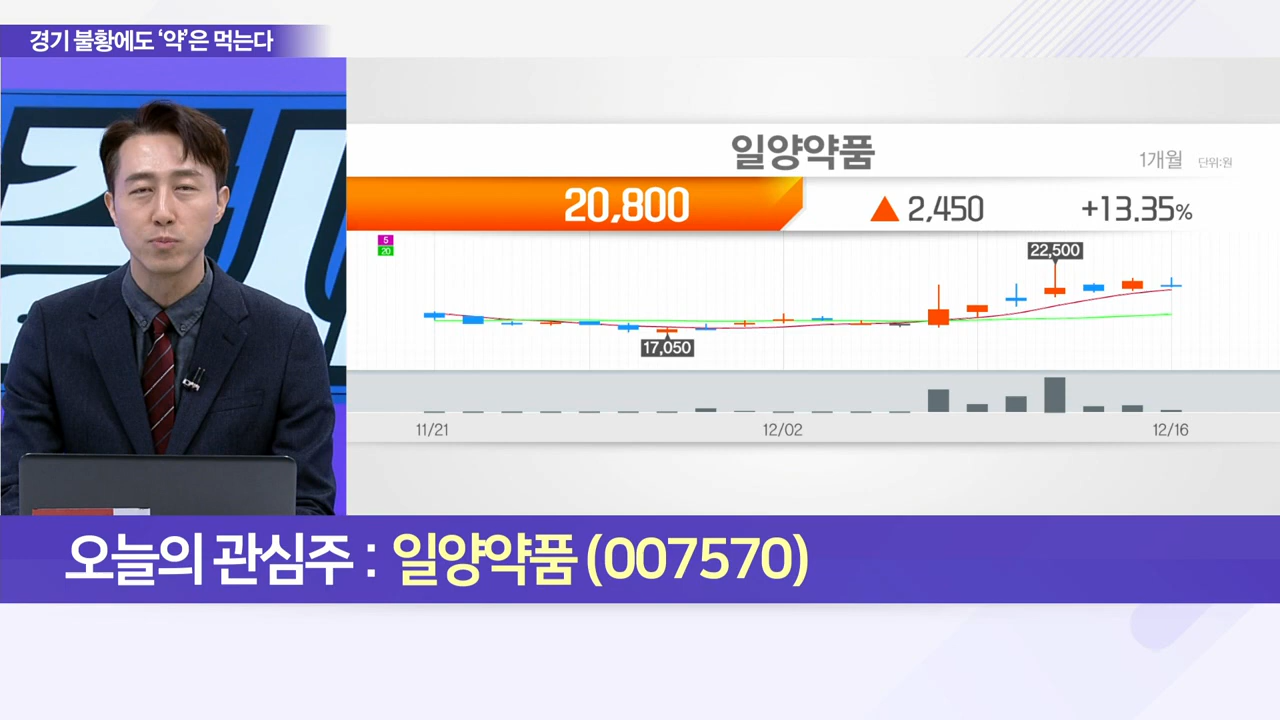 경기 불황에도 ‘약’은 먹는다
일양약품
1개월 단위:원
20,800 ▲ 2,450 +13.35%
5
20
22,500
17,050
11/21 12/02 12/16
오늘의 관심주 : 일양약품 (007570)